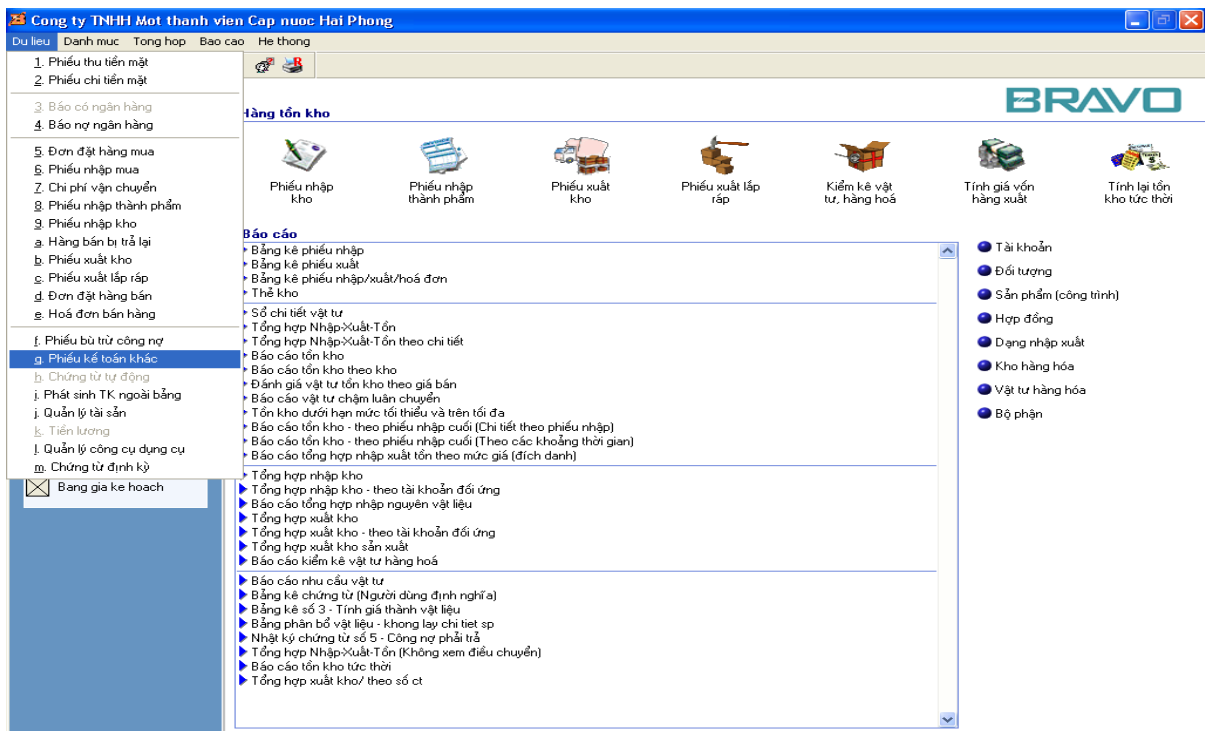 Cong ty TNHH Mot thanh vien Cap nuoc Hai Phong
Du lieu Danh muc Tong hop Bao cao He thong
1. Phiếu thu tiền mặt
2. Phiếu chi tiền mặt
3. Báo có ngân hàng
4. Báo nợ ngân hàng
5. Đơn đặt hàng mua
6. Phiếu nhập mua
7. Chi phí vận chuyển
8. Phiếu nhập thành phẩm
9. Phiếu nhập kho
a. Hàng bán bị trả lại
b. Phiếu xuất kho
c. Phiếu xuất lắp ráp
d. Đơn đặt hàng bán
e. Hoá đơn bán hàng
f. Phiếu bù trừ công nợ
g. Phiếu kế toán khác
h. Chứng từ tự động
i. Phát sinh TK ngoài bảng
j. Quản lý tài sản
k. Tiền lương
l. Quản lý công cụ dụng cụ
m. Chứng từ định kỳ
Bang gia ke hoach
BRAVO
Hàng tồn kho
Phiếu nhập kho
Phiếu nhập thành phẩm
Phiếu xuất kho
Phiếu xuất lắp ráp
Kiểm kê vật tư, hàng hoá
Tính giá vốn hàng xuất
Tính lại tồn kho tức thời
Báo cáo
Bảng kê phiếu nhập
Bảng kê phiếu xuất
Bảng kê phiếu nhập/xuất/hoá đơn
Thẻ kho
Sổ chi tiết vật tư
Tổng hợp Nhập-Xuất-Tồn
Tổng hợp Nhập-Xuất-Tồn theo chi tiết
Báo cáo tồn kho
Báo cáo tồn kho theo kho
Đánh giá vật tư tồn kho theo giá bán
Báo cáo vật tư chậm luân chuyển
Tồn kho dưới hạn mức tối thiểu và trên tối đa
Báo cáo tồn kho - theo phiếu nhập cuối (Chi tiết theo phiếu nhập)
Báo cáo tồn kho - theo phiếu nhập cuối (Theo các khoảng thời gian)
Báo cáo tổng hợp nhập xuất tồn theo mức giá (đích danh)
Tổng hợp nhập kho
Tổng hợp nhập kho - theo tài khoản đối ứng
Báo cáo tổng hợp nhập nguyên vật liệu
Tổng hợp xuất kho
Tổng hợp xuất kho - theo tài khoản đối ứng
Tổng hợp xuất kho sản xuất
Báo cáo kiểm kê vật tư hàng hoá
Báo cáo nhu cầu vật tư
Bảng kê chứng từ (Người dùng định nghĩa)
Bảng kê số 3 - Tính giá thành vật liệu
Bảng phân bổ vật liệu - khong lay chi tiet sp
Nhật ký chứng từ số 5 - Công nợ phải trả
Tổng hợp Nhập-Xuất-Tồn (Không xem điều chuyển)
Báo cáo tồn kho tức thời
Tổng hợp xuất kho/ theo số ct
Tài khoản
Đối tượng
Sản phẩm (công trình)
Hợp đồng
Dạng nhập xuất
Kho hàng hóa
Vật tư hàng hóa
Bộ phận